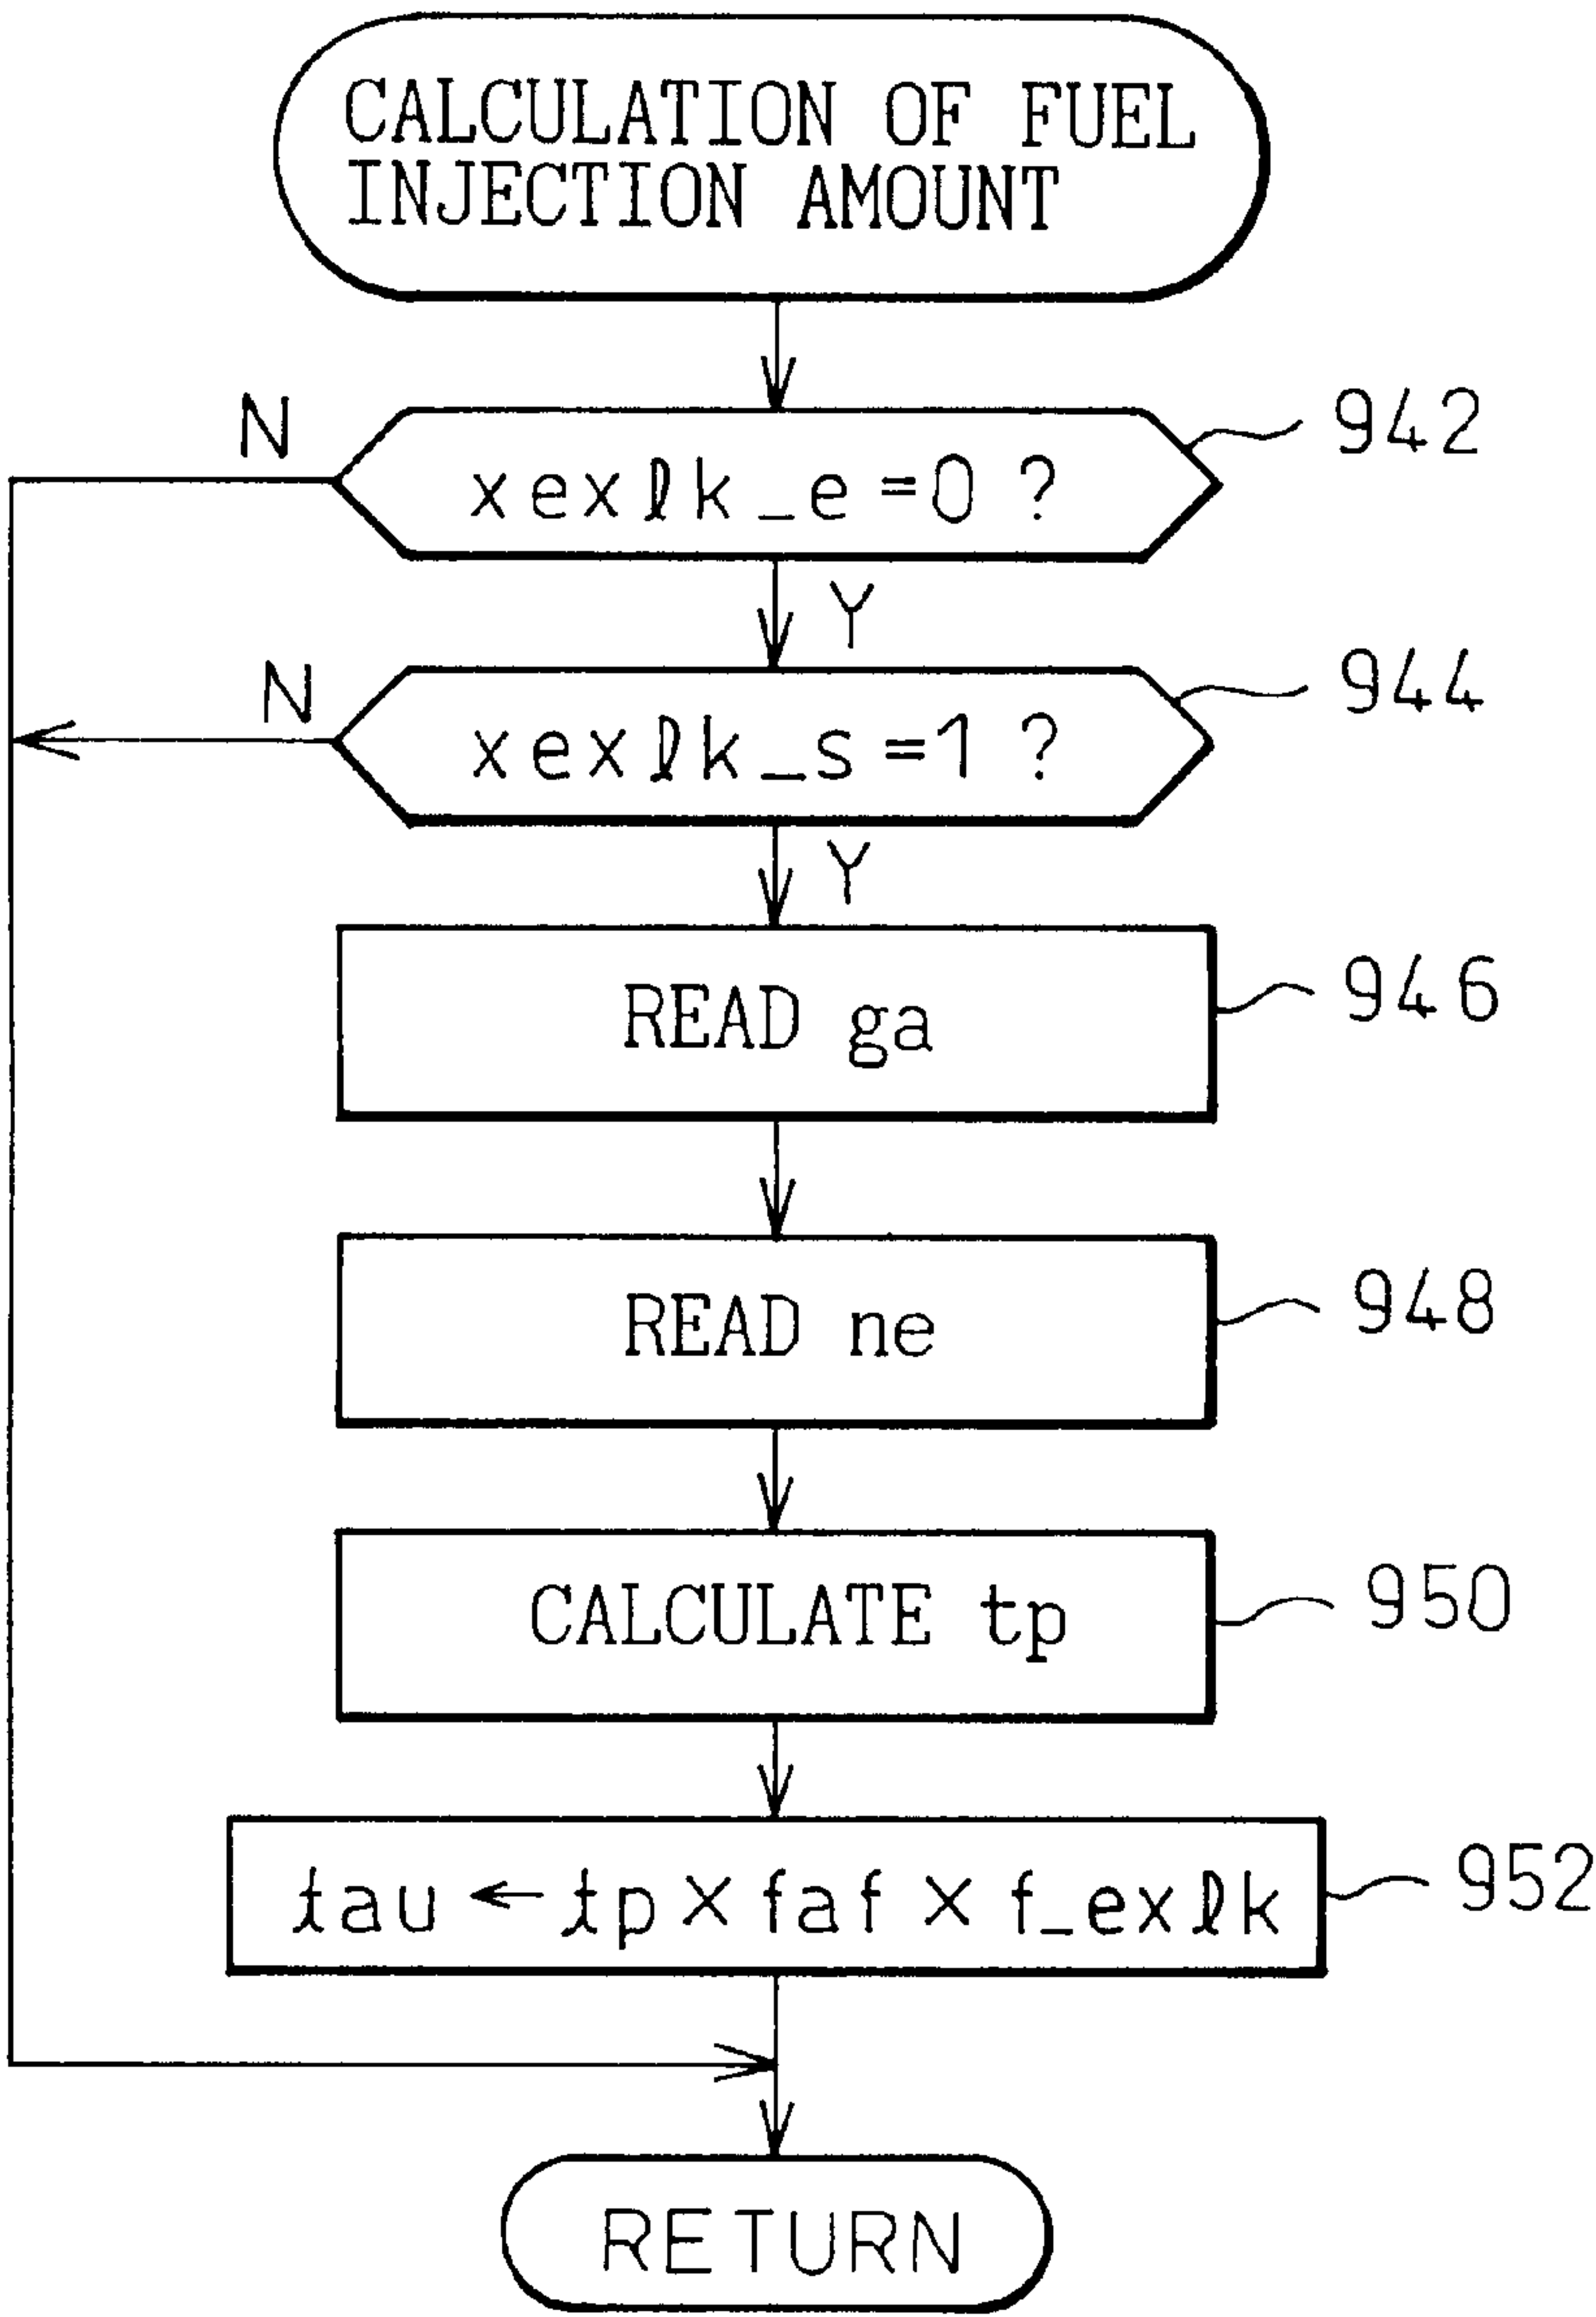 CALCULATION OF FUEL
INJECTION AMOUNT
N
xexℓk_e=0?
942
Y
N
xexℓk_s=1?
944
Y
READ ga
946
READ ne
948
CALCULATE tp
950
tau←tp×faf×f_exℓk
952
RETURN